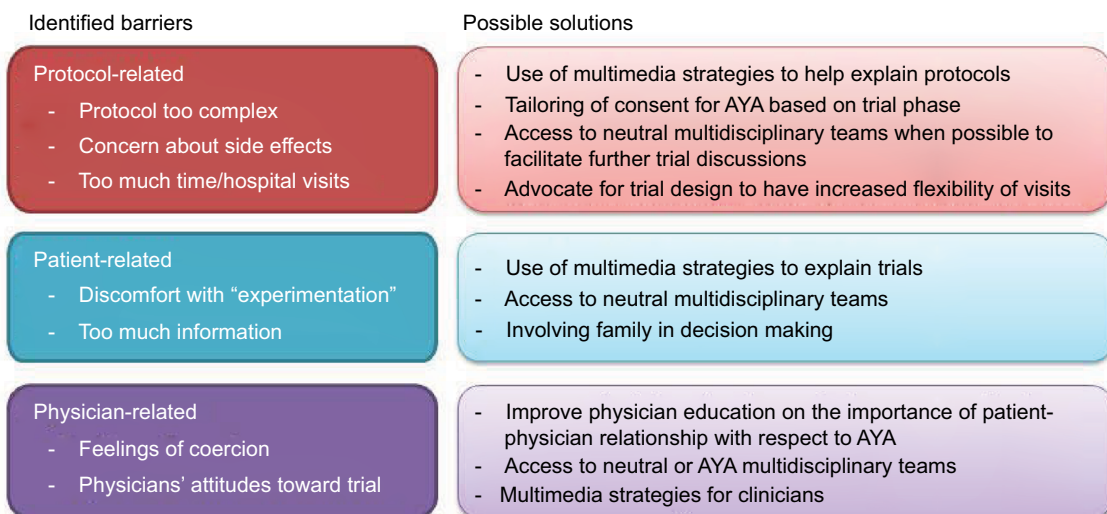 Identified barriers
Possible solutions
Protocol-related
- Protocol too complex
- Concern about side effects
- Too much time/hospital visits
- Use of multimedia strategies to help explain protocols
- Tailoring of consent for AYA based on trial phase
- Access to neutral multidisciplinary teams when possible to
facilitate further trial discussions
- Advocate for trial design to have increased flexibility of visits
Patient-related
- Discomfort with “experimentation”
- Too much information
- Use of multimedia strategies to explain trials
- Access to neutral multidisciplinary teams
- Involving family in decision making
Physician-related
- Feelings of coercion
- Physicians’ attitudes toward trial
- Improve physician education on the importance of patient-
physician relationship with respect to AYA
- Access to neutral or AYA multidisciplinary teams
- Multimedia strategies for clinicians